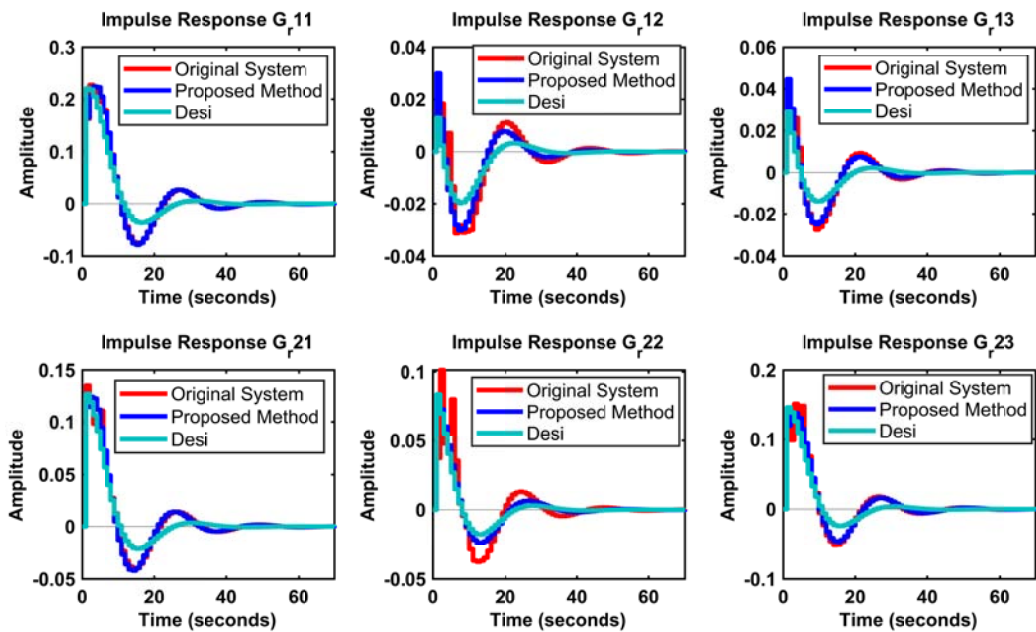 Impulse Response Gr11
Amplitude
0.3
0.2
0.1
0
-0.1
Original System
Proposed Method
Desi
0 20 40 60
Time (seconds)
Impulse Response Gr12
Amplitude
0.04
0.02
0
-0.02
-0.04
Original System
Proposed Method
Desi
0 20 40 60
Time (seconds)
Impulse Response Gr13
Amplitude
0.06
0.04
0.02
0
-0.02
-0.04
Original System
Proposed Method
Desi
0 20 40 60
Time (seconds)
Impulse Response Gr21
Amplitude
0.15
0.1
0.05
0
-0.05
Original System
Proposed Method
Desi
0 20 40 60
Time (seconds)
Impulse Response Gr22
Amplitude
0.1
0.05
0
-0.05
Original System
Proposed Method
Desi
0 20 40 60
Time (seconds)
Impulse Response Gr23
Amplitude
0.2
0.1
0
-0.1
Original System
Proposed Method
Desi
0 20 40 60
Time (seconds)